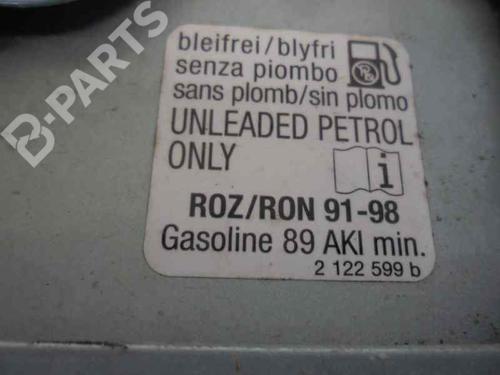 bleifrei/blyfri
senza piombo
sans plomb/sin plomo
UNLEADED PETROL
ONLY
i
ROZ/RON 91-98
Gasoline 89 AKI min.
2 122 599 b
B-PARTS